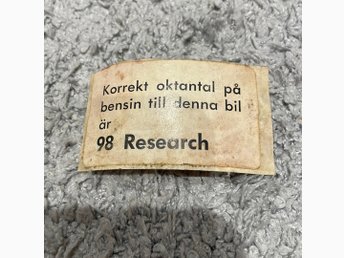 Korrekt oktantal på
bensin till denna bil
är
98 Research